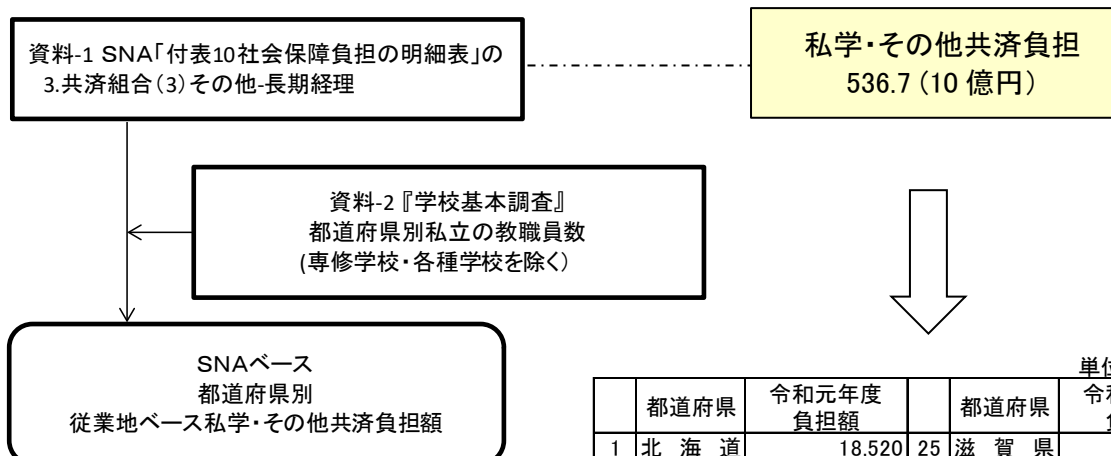 資料-1 SNA「付表10社会保障負担の明細表」の
3.共済組合(3)その他-長期経理
私学・その他共済負担
536.7(10 億円)
資料-2『学校基本調査』
都道府県別私立の教職員数
(専修学校・各種学校を除く)
SNAベース
都道府県別
従業地ベース私学・その他共済負担額
単位
都道府県 令和元年度 都道府県 令和
負担額
1 北海道 18,520 25 滋賀県